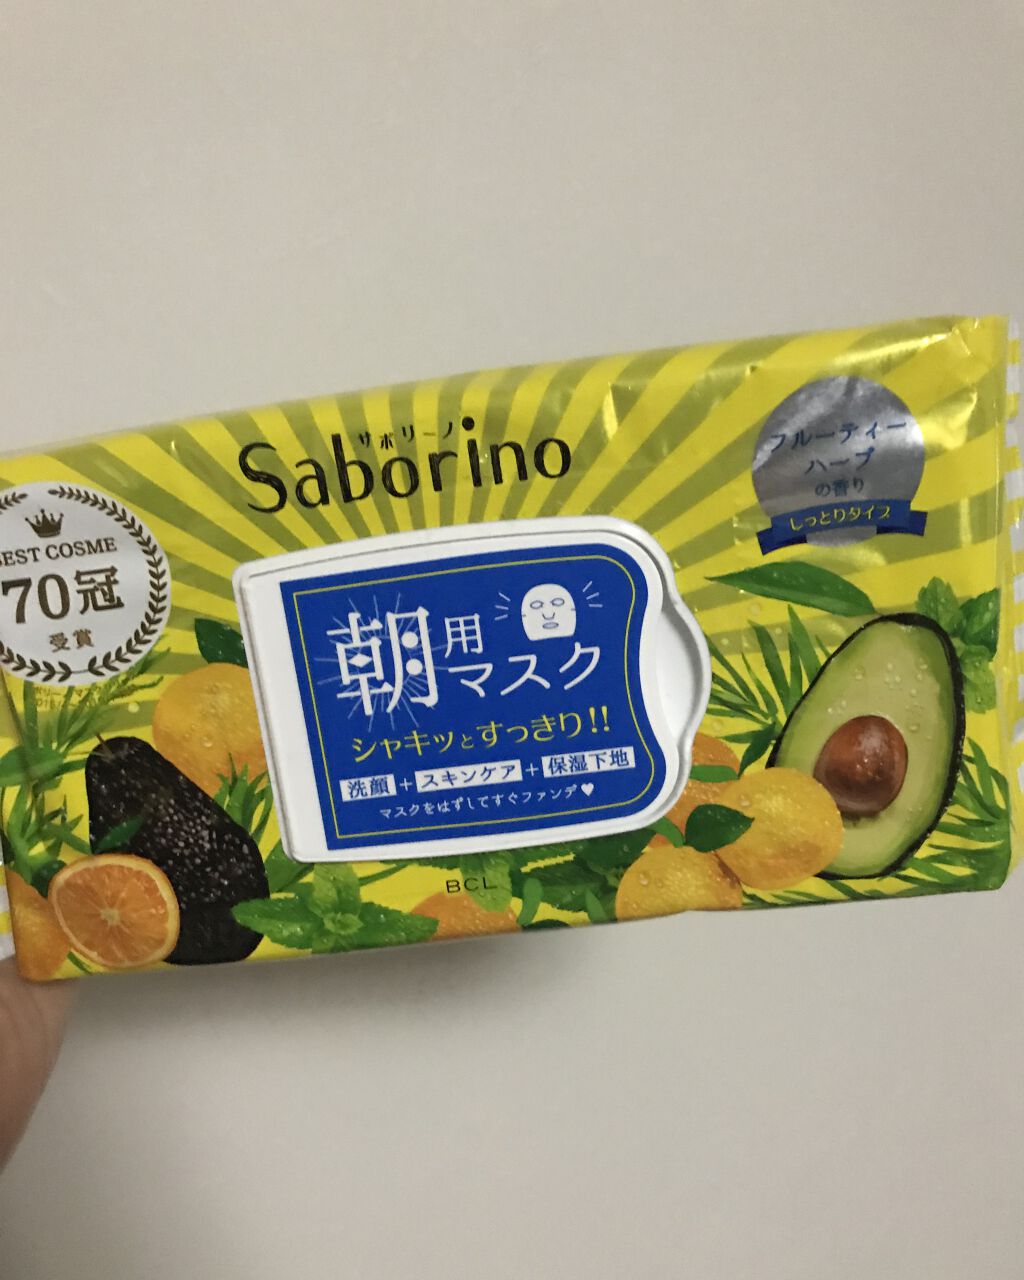 サボリーノ
Saborino
BEST COSME
70冠
受賞
フルーティー
ハーブ
の香り
しっとりタイプ
朝用
マスク
シャキッとすっきり!!
洗顔+スキンケア+保湿下地
マスクをはずしてすぐファンデ♥
BCL